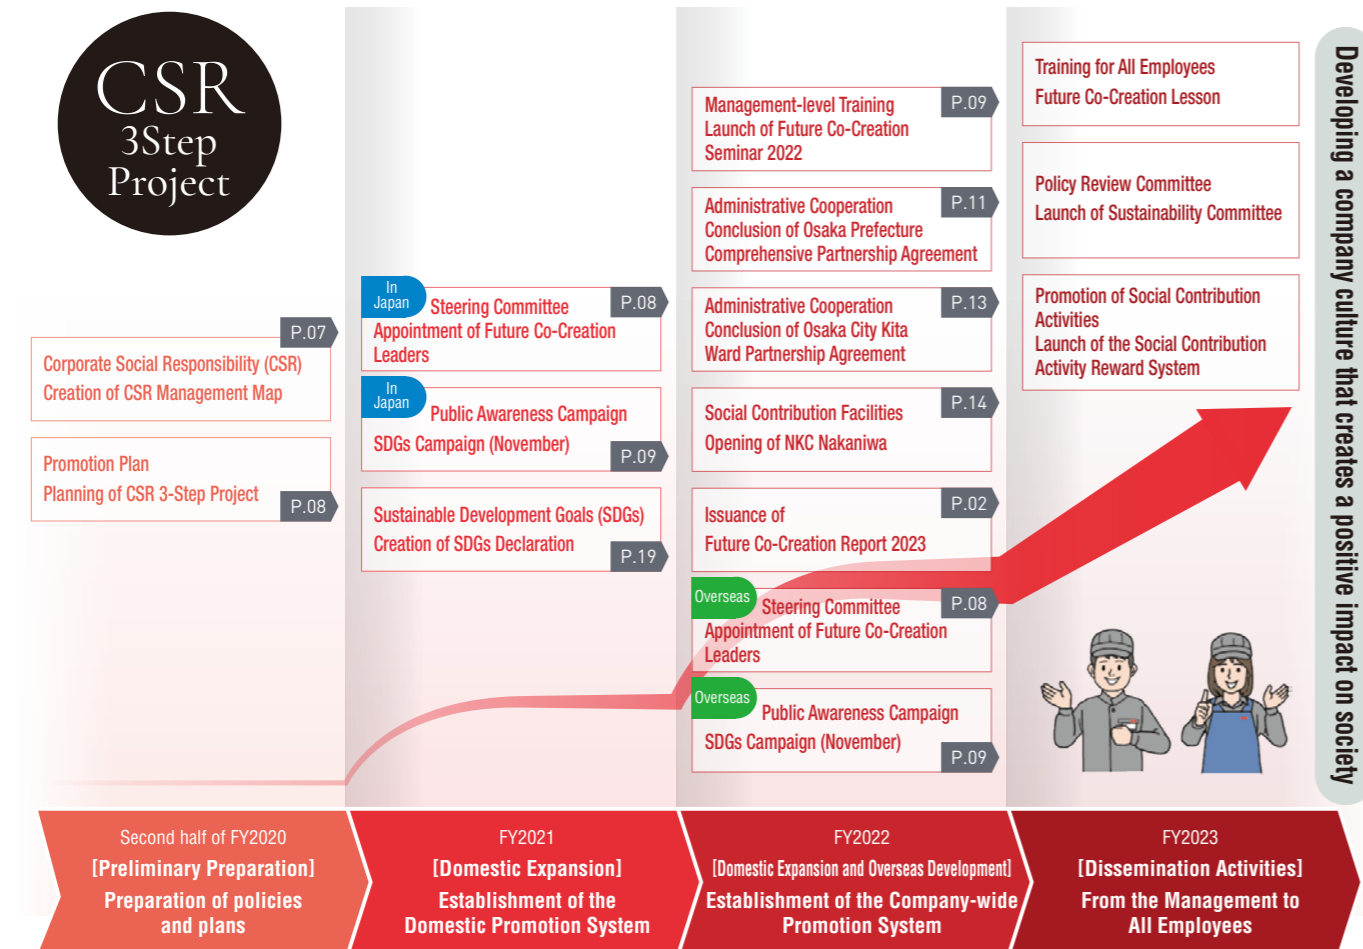 CSR
3Step
Project
P.07
Corporate Social Responsibility (CSR)
Creation of CSR Management Map
Promotion Plan
Planning of CSR 3-Step Project
P.08
In
Japan
Steering Committee
P.08
Appointment of Future Co-Creation
Leaders
In
Japan
Public Awareness Campaign
SDGs Campaign (November)
P.09
Sustainable Development Goals (SDGs)
Creation of SDGs Declaration
P.19
Management-level Training
P.09
Launch of Future Co-Creation
Seminar 2022
Administrative Cooperation
P.11
Conclusion of Osaka Prefecture
Comprehensive Partnership Agreement
Administrative Cooperation
P.13
Conclusion of Osaka City Kita
Ward Partnership Agreement
Social Contribution Facilities
P.14
Opening of NKC Nakaniwa
Issuance of
P.02
Future Co-Creation Report 2023
Overseas
Steering Committee
P.08
Appointment of Future Co-Creation
Leaders
Overseas
Public Awareness Campaign
SDGs Campaign (November)
P.09
Training for All Employees
Future Co-Creation Lesson
Policy Review Committee
Launch of Sustainability Committee
Promotion of Social Contribution
Activities
Launch of the Social Contribution
Activity Reward System
Developing a company culture that creates a positive impact on society
Second half of FY2020
[Preliminary Preparation]
Preparation of policies
and plans
FY2021
[Domestic Expansion]
Establishment of the
Domestic Promotion System
FY2022
[Domestic Expansion and Overseas Development]
Establishment of the Company-wide
Promotion System
FY2023
[Dissemination Activities]
From the Management to
All Employees